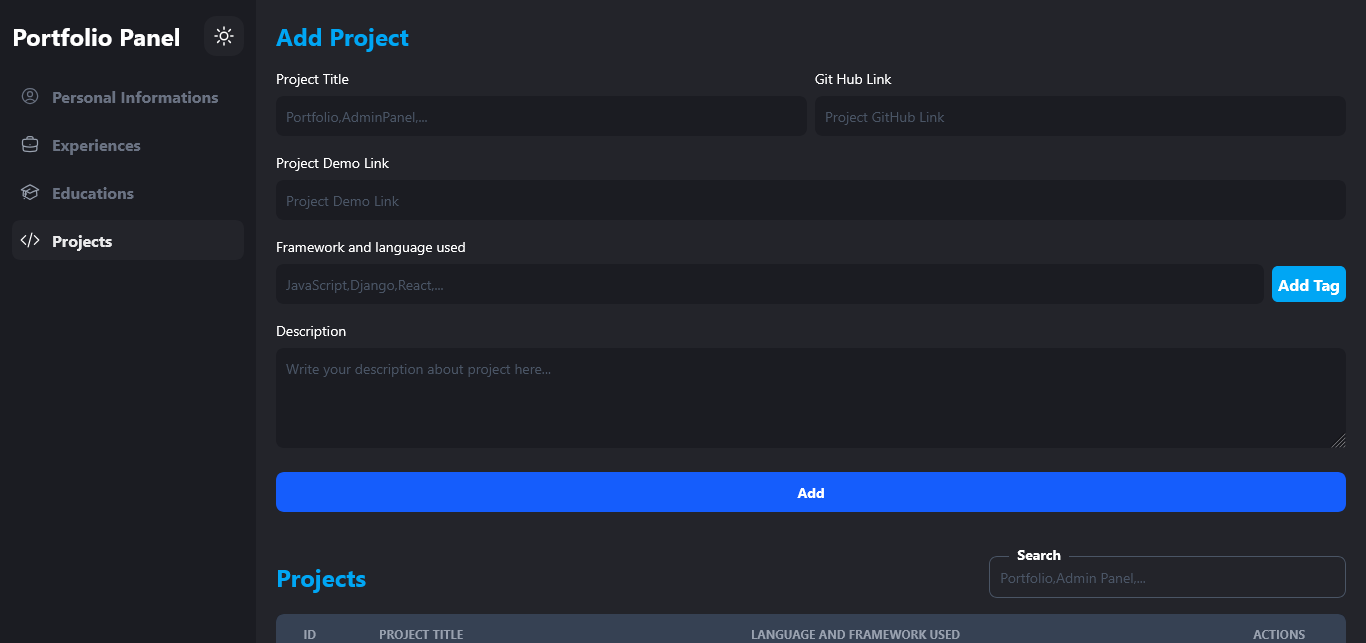 Portfolio Panel
Personal Informations
Experiences
Educations
Projects
Add Project
Project Title
Git Hub Link
Portfolio,AdminPanel,...
Project GitHub Link
Project Demo Link
Project Demo Link
Framework and language used
JavaScript,Django,React,...
Add Tag
Description
Write your description about project here...
Add
Projects
Search
Portfolio,Admin Panel,...
ID
PROJECT TITLE
LANGUAGE AND FRAMEWORK USED
ACTIONS